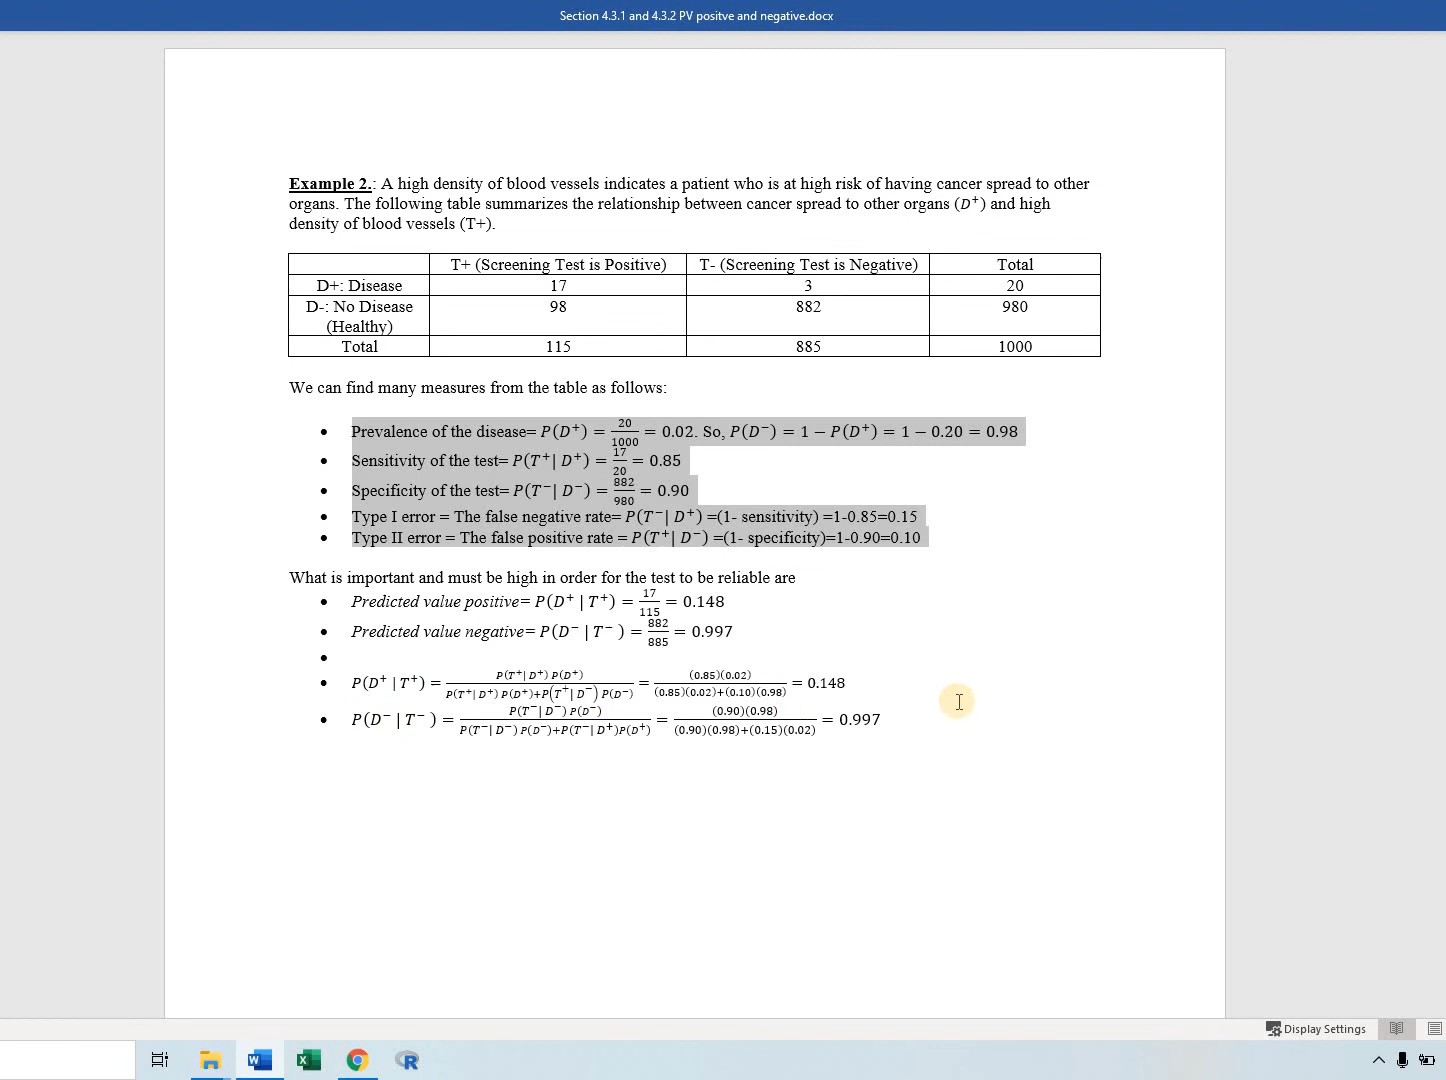 Section 4.3.1 and 4.3.2 PV positve and negative.docx
Example 2.: A high density of blood vessels indicates a patient who is at high risk of having cancer spread to other
organs. The following table summarizes the relationship between cancer spread to other organs (D⁺) and high
density of blood vessels (T+).
T+ (Screening Test is Positive) T- (Screening Test is Negative) Total
D+: Disease 17 3 20
D-: No Disease (Healthy) 98 882 980
Total 115 885 1000
We can find many measures from the table as follows:
• Prevalence of the disease= P(D⁺) = 20/1000 = 0.02. So, P(D⁻) = 1 − P(D⁺) = 1 − 0.20 = 0.98
• Sensitivity of the test= P(T⁺| D⁺) = 17/20 = 0.85
• Specificity of the test= P(T⁻| D⁻) = 882/980 = 0.90
• Type I error = The false negative rate= P(T⁻| D⁺) =(1- sensitivity) =1-0.85=0.15
• Type II error = The false positive rate = P(T⁺| D⁻) =(1- specificity)=1-0.90=0.10
What is important and must be high in order for the test to be reliable are
• Predicted value positive= P(D⁺ | T⁺) = 17/115 = 0.148
• Predicted value negative= P(D⁻ | T⁻ ) = 882/885 = 0.997
•
• P(D⁺ | T⁺) = P(T⁺| D⁺) P(D⁺) / P(T⁺| D⁺) P(D⁺)+P(T⁺| D⁻) P(D⁻) = (0.85)(0.02) / (0.85)(0.02)+(0.10)(0.98) = 0.148
• P(D⁻ | T⁻ ) = P(T⁻| D⁻) P(D⁻) / P(T⁻| D⁻) P(D⁻)+P(T⁻| D⁺)P(D⁺) = (0.90)(0.98) / (0.90)(0.98)+(0.15)(0.02) = 0.997
Display Settings